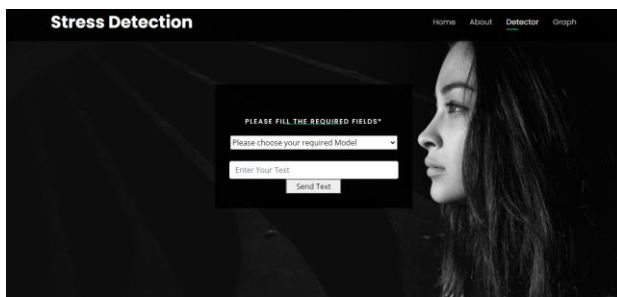 Stress Detection
Home About Detector Graph
PLEASE FILL THE REQUIRED FIELDS*
Please choose your required Model
Enter Your Text
Send Text